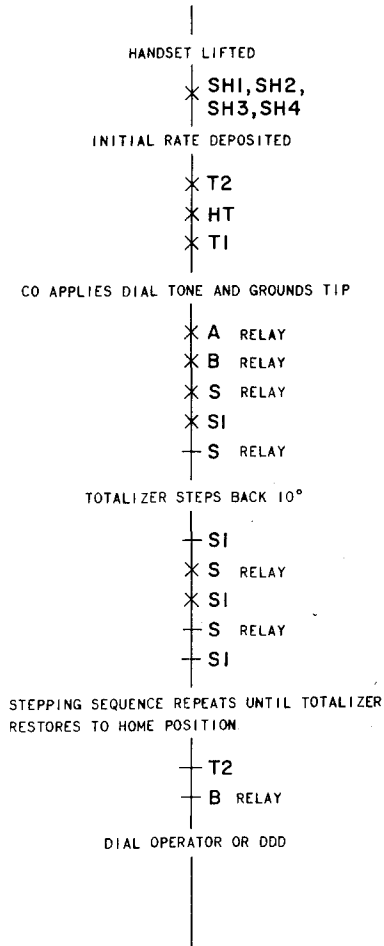 HANDSET LIFTED
SH1, SH2,
SH3, SH4
INITIAL RATE DEPOSITED
T2
HT
T1
CO APPLIES DIAL TONE AND GROUNDS TIP
A RELAY
B RELAY
S RELAY
S1
S RELAY
TOTALIZER STEPS BACK 10°
S1
S RELAY
S1
S RELAY
S1
STEPPING SEQUENCE REPEATS UNTIL TOTALIZER
RESTORES TO HOME POSITION
T2
B RELAY
DIAL OPERATOR OR DDD